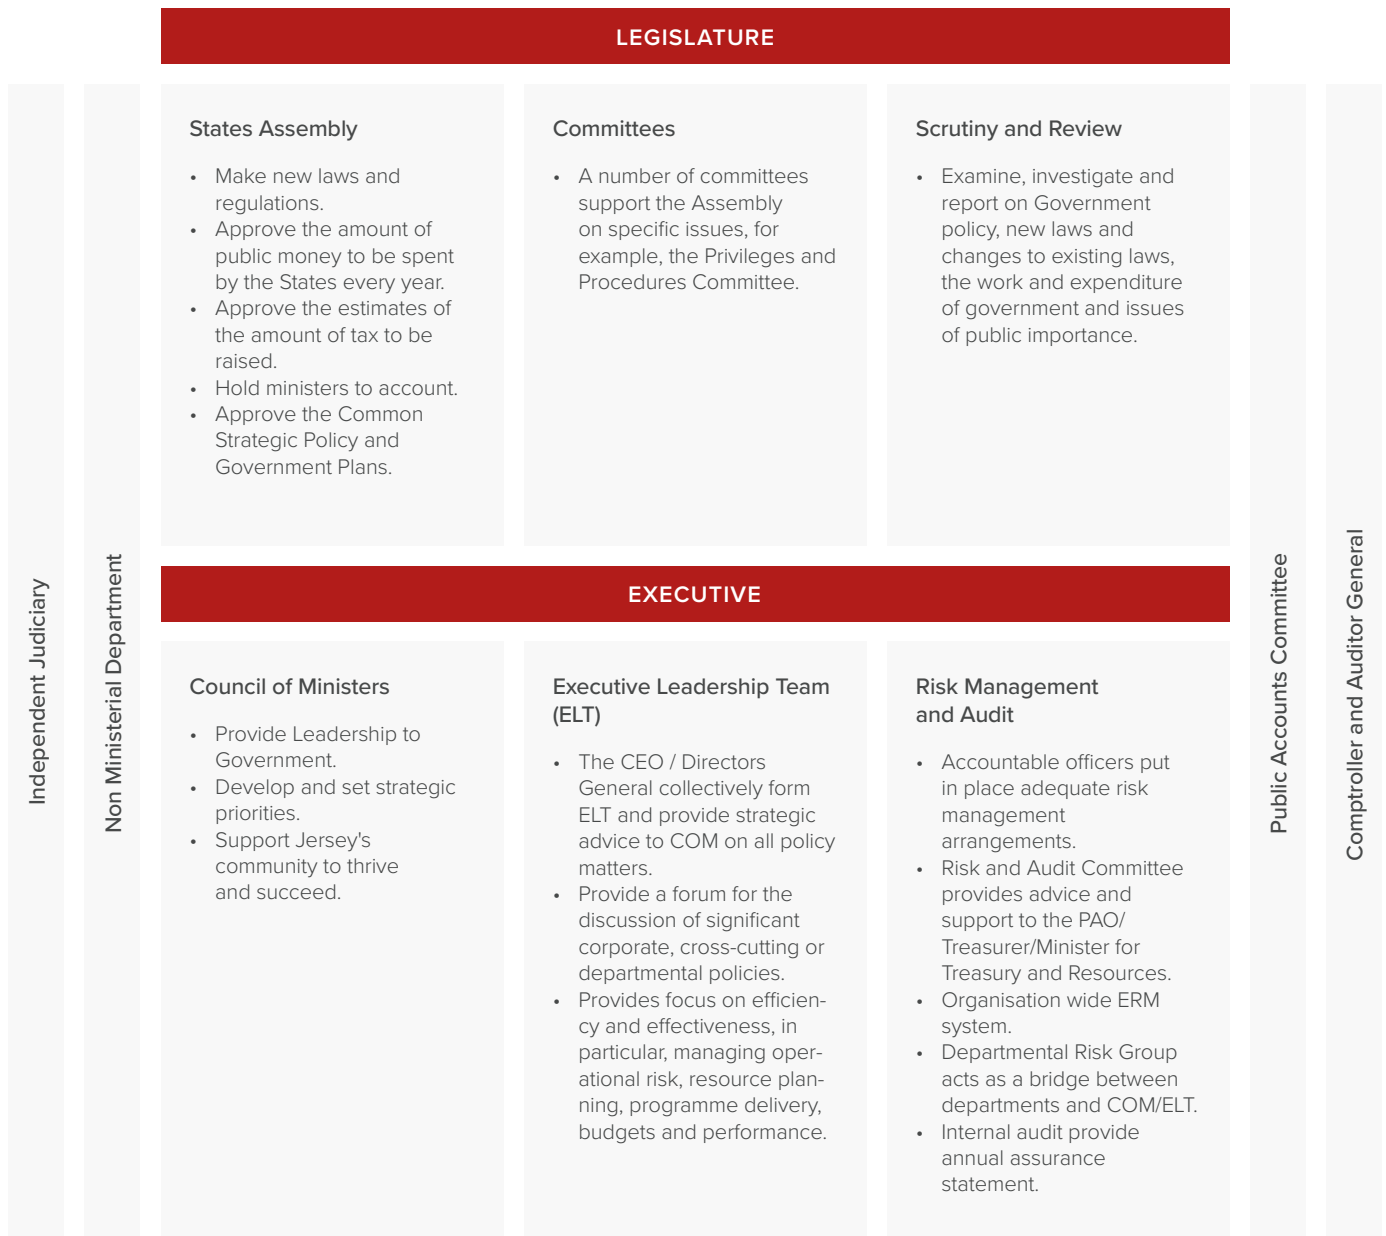 LEGISLATURE
Independent Judiciary
Non Ministerial Department
States Assembly
• Make new laws and
regulations.
• Approve the amount of
public money to be spent
by the States every year.
• Approve the estimates of
the amount of tax to be
raised.
• Hold ministers to account.
• Approve the Common
Strategic Policy and
Government Plans.
Committees
• A number of committees
support the Assembly
on specific issues, for
example, the Privileges and
Procedures Committee.
Scrutiny and Review
• Examine, investigate and
report on Government
policy, new laws and
changes to existing laws,
the work and expenditure
of government and issues
of public importance.
EXECUTIVE
Council of Ministers
• Provide Leadership to
Government.
• Develop and set strategic
priorities.
• Support Jersey's
community to thrive
and succeed.
Executive Leadership Team
(ELT)
• The CEO / Directors
General collectively form
ELT and provide strategic
advice to COM on all policy
matters.
• Provide a forum for the
discussion of significant
corporate, cross-cutting or
departmental policies.
• Provides focus on efficien-
cy and effectiveness, in
particular, managing oper-
ational risk, resource plan-
ning, programme delivery,
budgets and performance.
Risk Management
and Audit
• Accountable officers put
in place adequate risk
management
arrangements.
• Risk and Audit Committee
provides advice and
support to the PAO/
Treasurer/Minister for
Treasury and Resources.
• Organisation wide ERM
system.
• Departmental Risk Group
acts as a bridge between
departments and COM/ELT.
• Internal audit provide
annual assurance
statement.
Public Accounts Committee
Comptroller and Auditor General